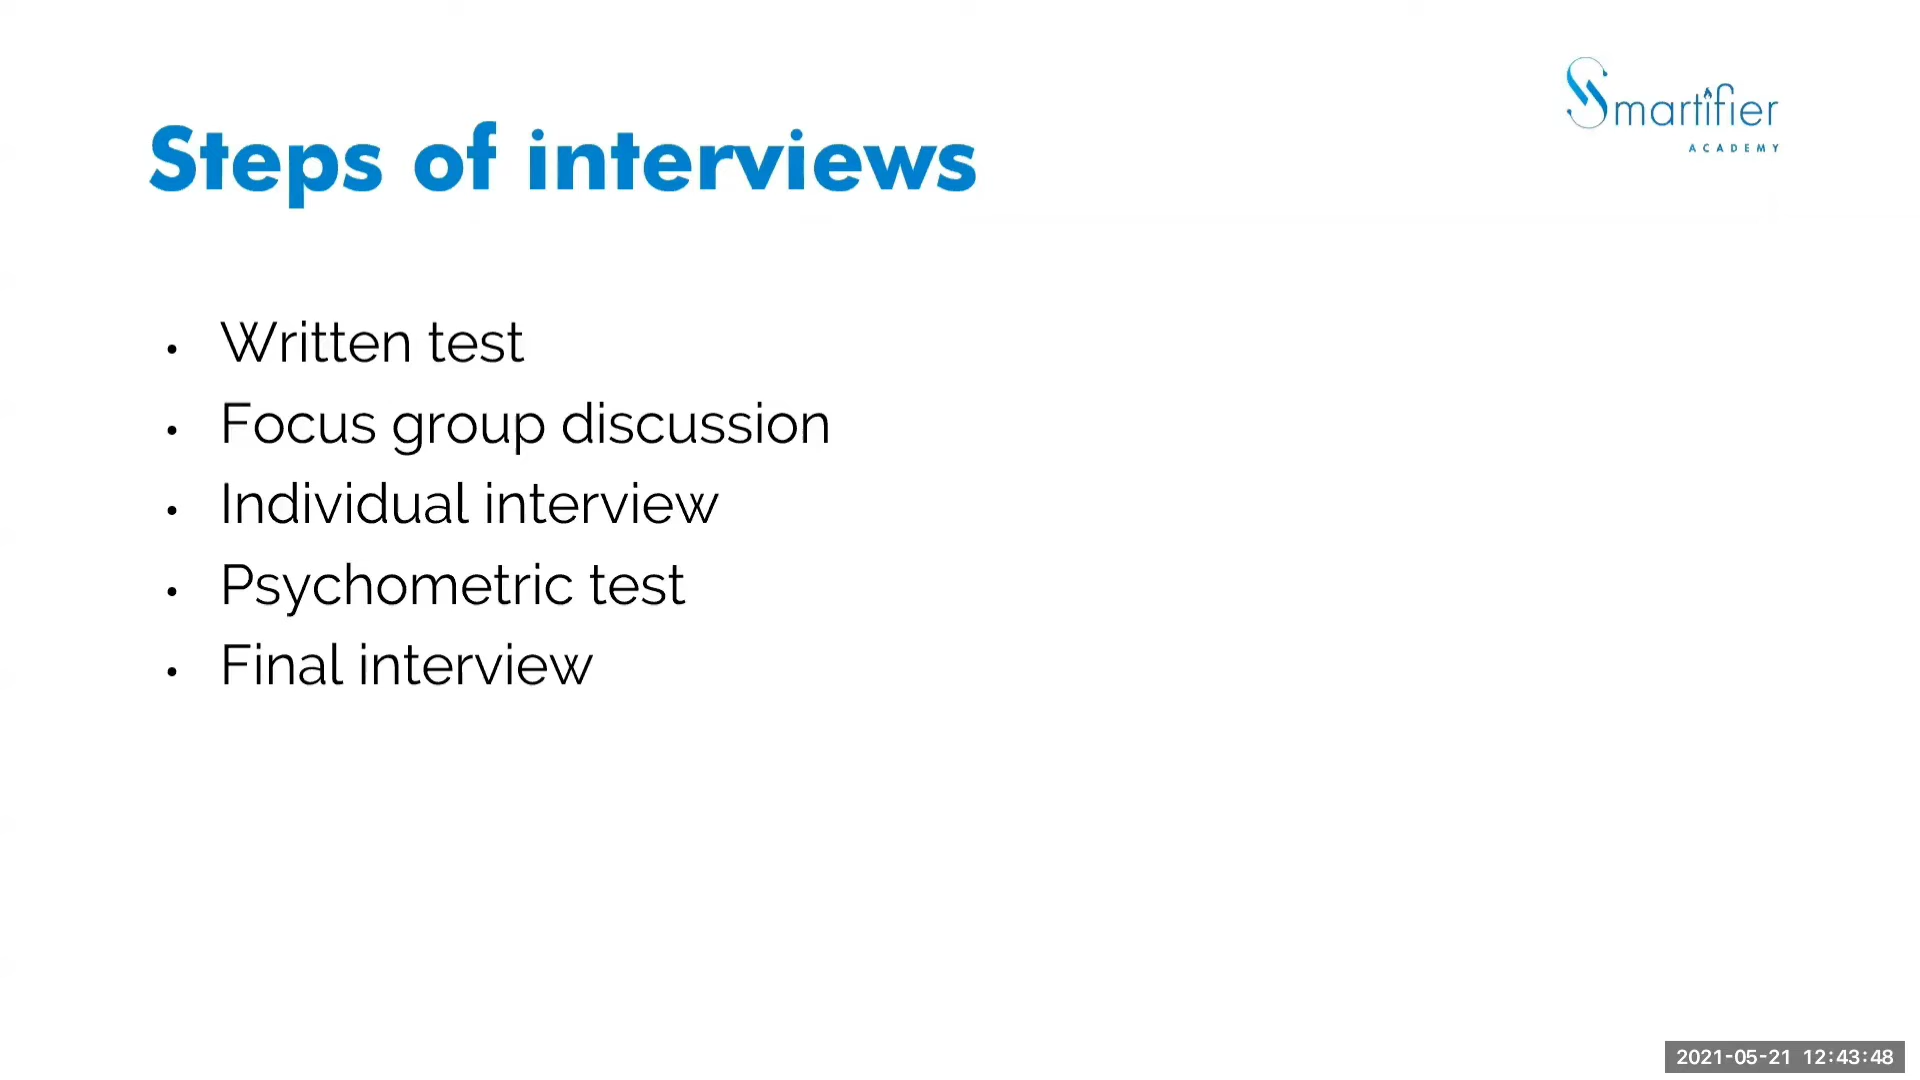 Smartifier
ACADEMY
Steps of interviews
• Written test
• Focus group discussion
• Individual interview
• Psychometric test
• Final interview
2021-05-21 12:43:48